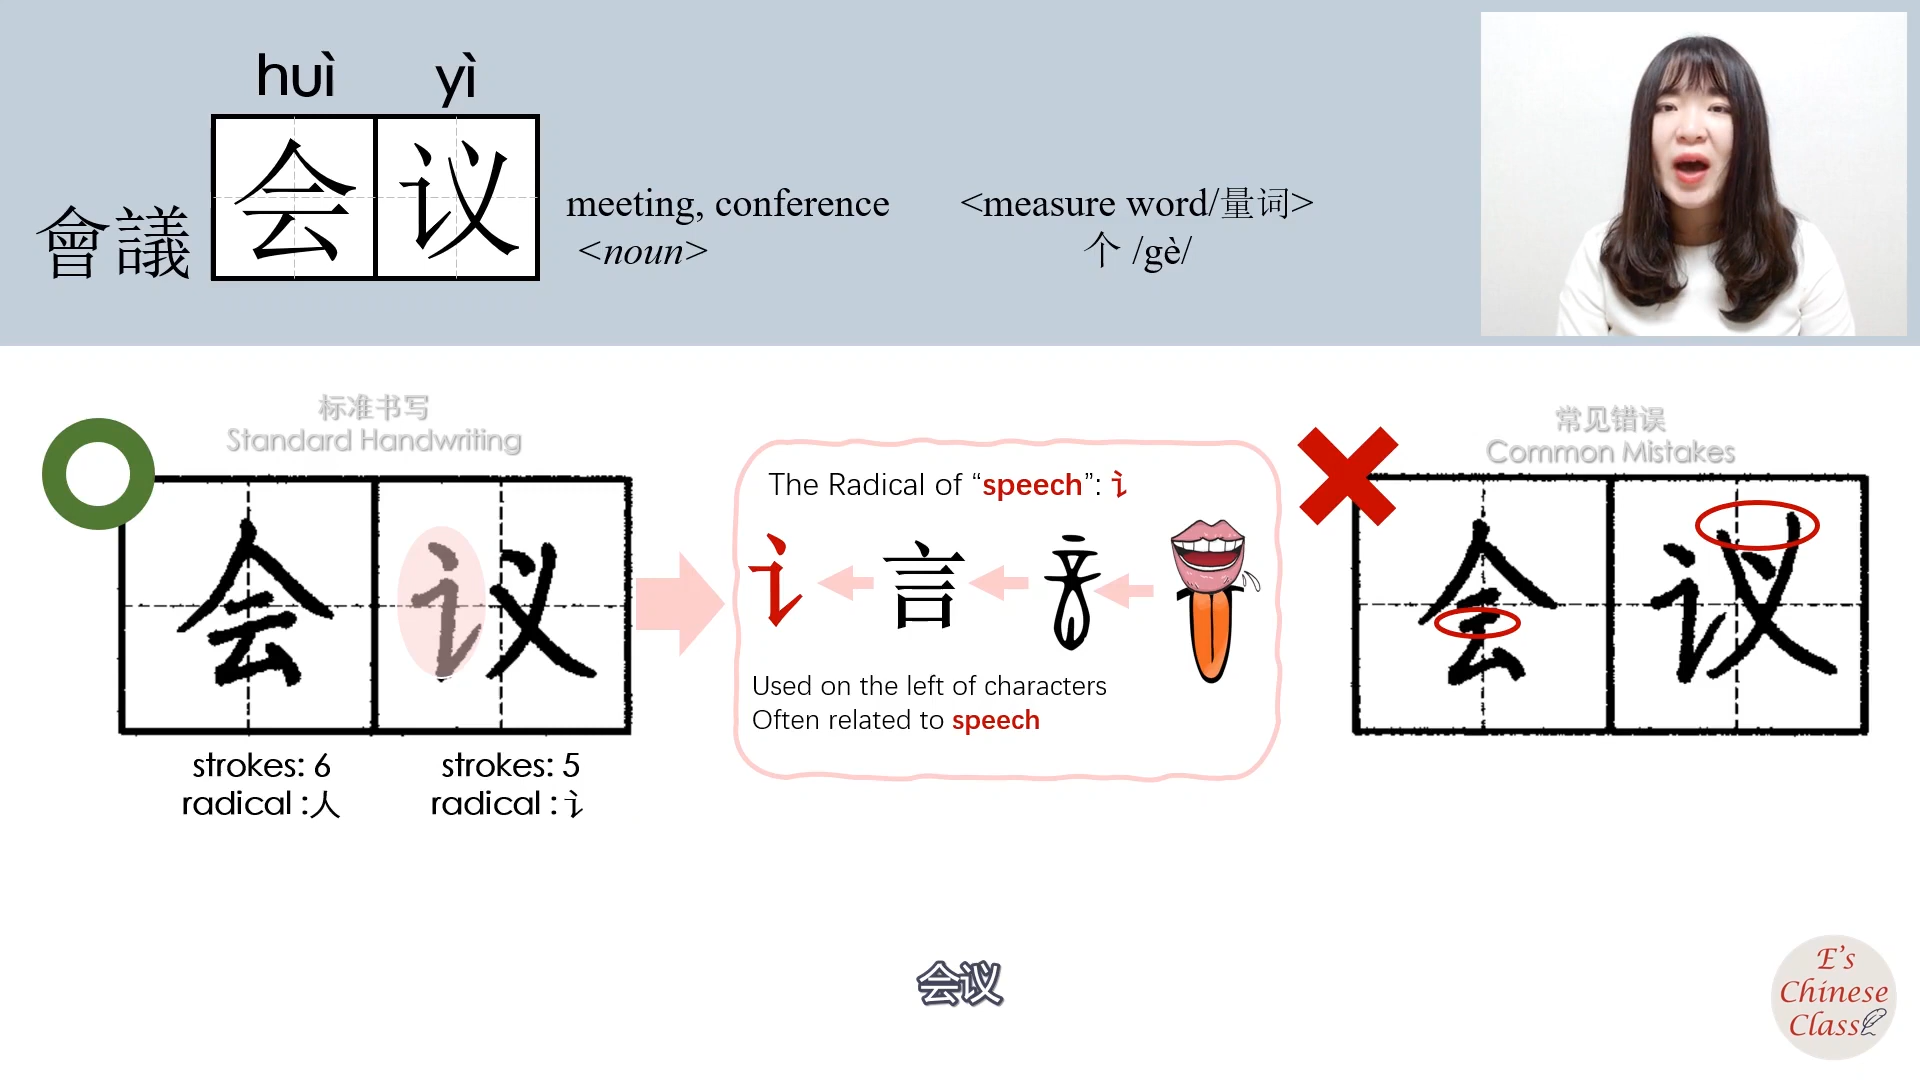 huì yì
会议
會議
meeting, conference
<noun>
<measure word/量词>
个 /gè/
标准书写
Standard Handwriting
会议
strokes: 6
radical :人
strokes: 5
radical :讠
The Radical of “speech”: 讠
讠 言
Used on the left of characters
Often related to speech
常见错误
Common Mistakes
会议
会议
E's
Chinese
Class